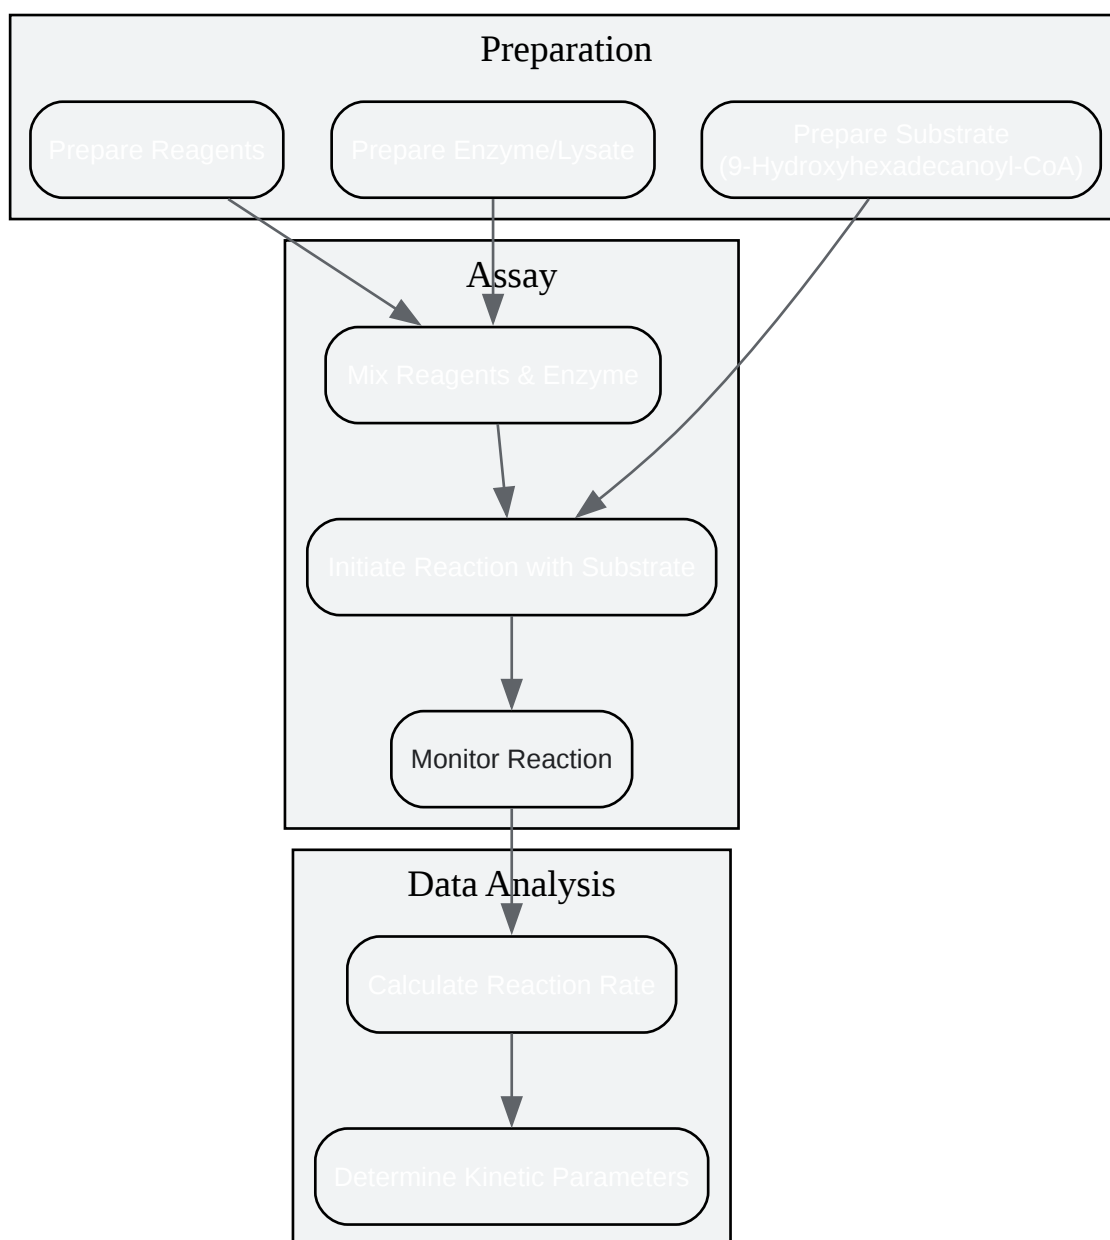 Preparation
Prepare Reagents
Prepare Enzyme/Lysate
Prepare Substrate
(9-Hydroxyhexadecanoyl-CoA)
Assay
Mix Reagents & Enzyme
Initiate Reaction with Substrate
Monitor Reaction
Data Analysis
Calculate Reaction Rate
Determine Kinetic Parameters